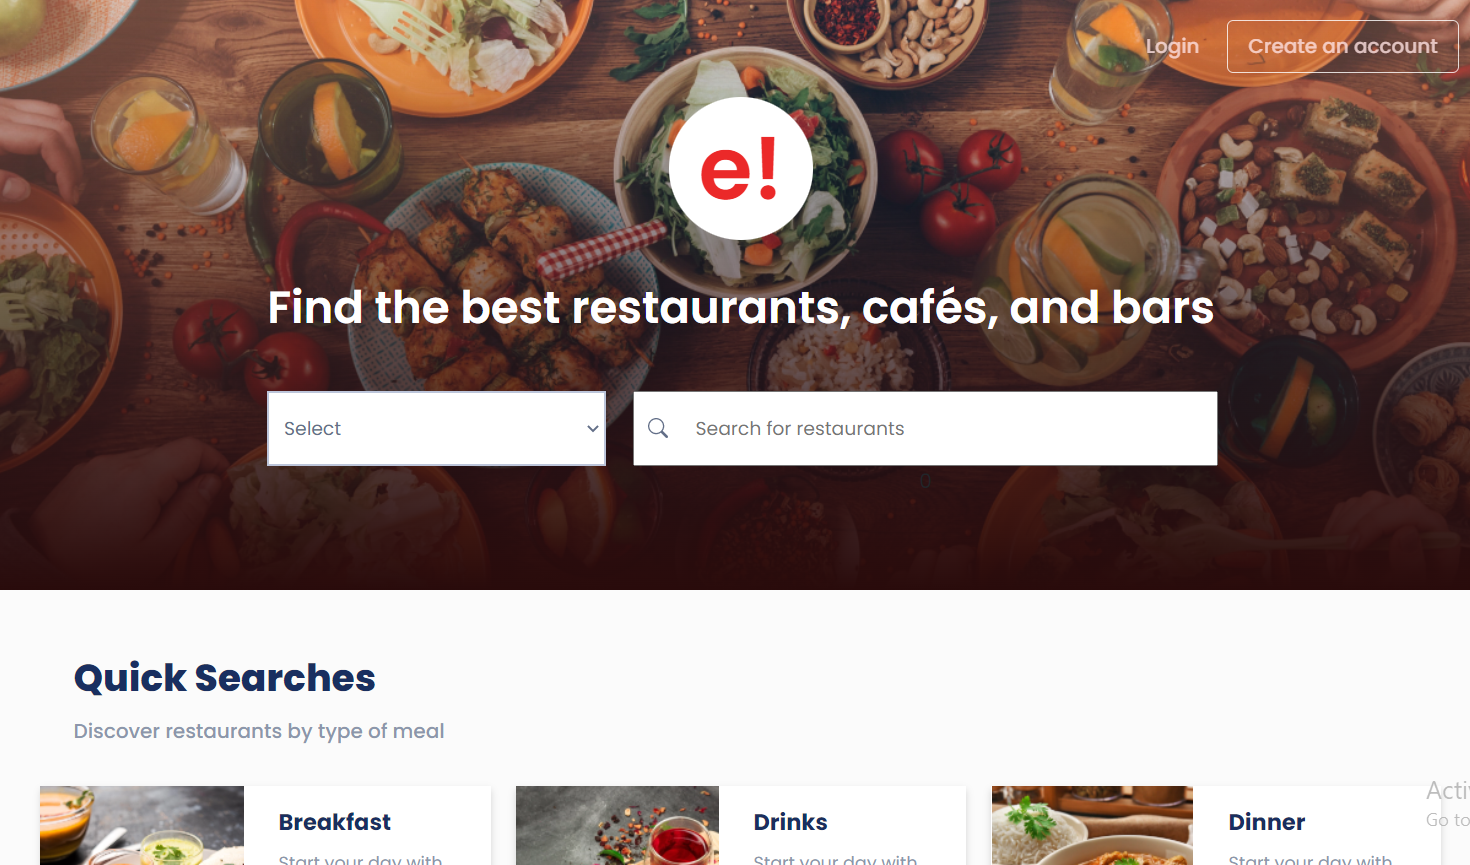 Login
Create an account
e!
Find the best restaurants, cafés, and bars
Select
Search for restaurants
0
Quick Searches
Discover restaurants by type of meal
Breakfast
Drinks
Dinner
Start your day with
Start your day with
Start your day with
Go to